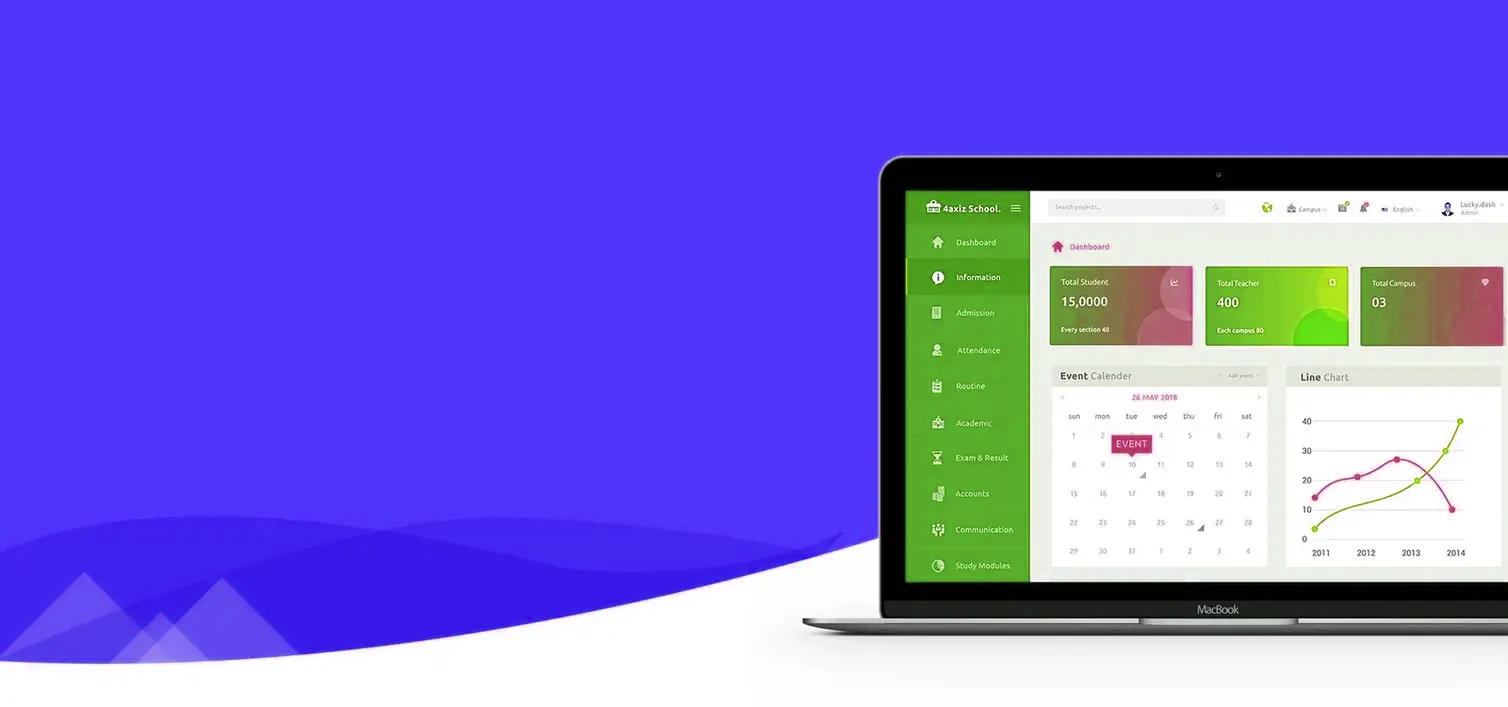 4axiz School.
Dashboard
Information
Admission
Attendance
Routine
Academic
Exam & Result
Accounts
Communication
Study Modules
Search projects...
Campus
English
Lucky.dash
Admin
Dashboard
Total Student
15,0000
Every section 40
Total Teacher
400
Each campus 80
Total Campus
03
Event Calender
Add event
26 MAY 2018
sun mon tue wed thu fri sat
1 2 3 4 5 6 7
EVENT
8 9 10 11 12 13 14
15 16 17 18 19 20 21
22 23 24 25 26 27 28
29 30 31 1 2 3 4
Line Chart
40
30
20
10
0
2011 2012 2013 2014
MacBook